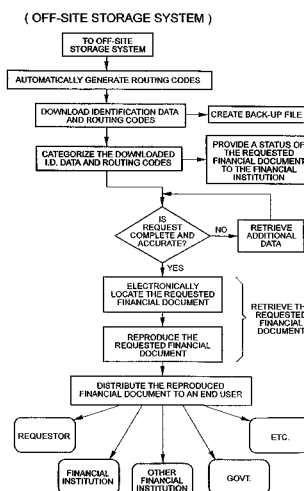 ( OFF-SITE STORAGE SYSTEM )
TO OFF-SITE
STORAGE SYSTEM
AUTOMATICALLY GENERATE ROUTING CODES
DOWNLOAD IDENTIFICATION DATA
AND ROUTING CODES
CREATE BACK-UP FILE
CATEGORIZE THE DOWNLOADED
I.D. DATA AND ROUTING CODES
PROVIDE A STATUS OF
THE REQUESTED
FINANCIAL DOCUMENT
TO THE FINANCIAL
INSTITUTION
IS
REQUEST
COMPLETE AND
ACCURATE?
NO
RETRIEVE
ADDITIONAL
DATA
YES
ELECTRONICALLY
LOCATE THE REQUESTED
FINANCIAL DOCUMENT
REPRODUCE THE
REQUESTED FINANCIAL
DOCUMENT
RETRIEVE THE
REQUESTED
FINANCIAL
DOCUMENT
DISTRIBUTE THE REPRODUCED
FINANCIAL DOCUMENT TO AN END USER
REQUESTOR
FINANCIAL
INSTITUTION
OTHER
FINANCIAL
INSTITUTION
GOVT.
ETC.